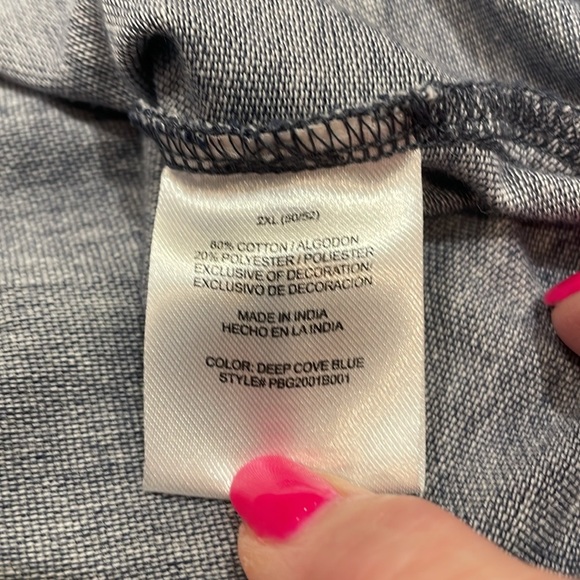 2XL (50/52)
80% COTTON / ALGODON
20% POLYESTER / POLIESTER
EXCLUSIVE OF DECORATION/
EXCLUSIVO DE DECORACION
MADE IN INDIA
HECHO EN LA INDIA
COLOR: DEEP COVE BLUE
STYLE# PBG2001B001